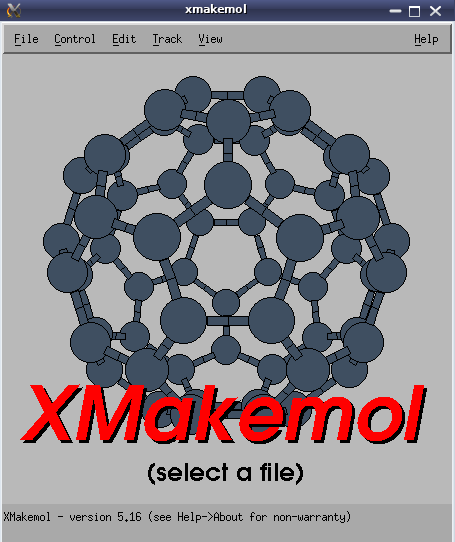 xmakemol
File Control Edit Track View Help
XMakemol
(select a file)
XMakemol - version 5.16 (see Help->About for non-warranty)